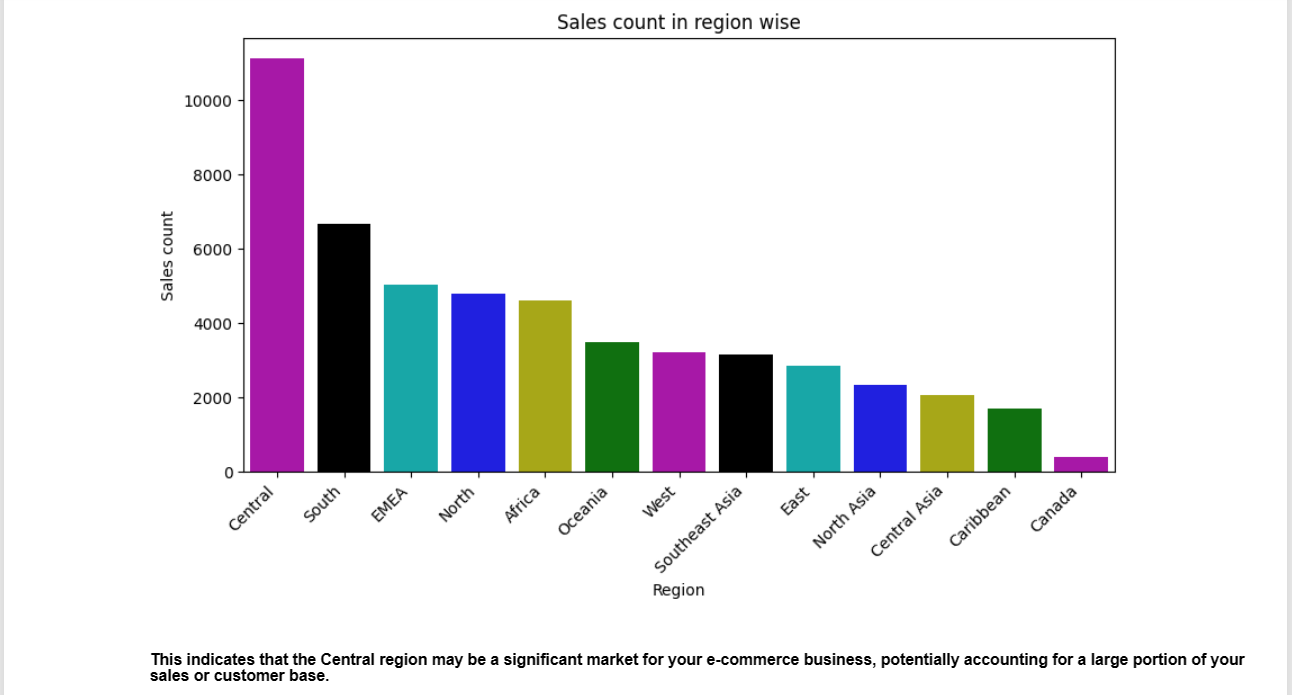 Sales count in region wise
10000
8000
6000
4000
2000
0
Sales count
Central
South
EMEA
North
Africa
Oceania
West
Southeast Asia
East
North Asia
Central Asia
Caribbean
Canada
Region
This indicates that the Central region may be a significant market for your e-commerce business, potentially accounting for a large portion of your
sales or customer base.